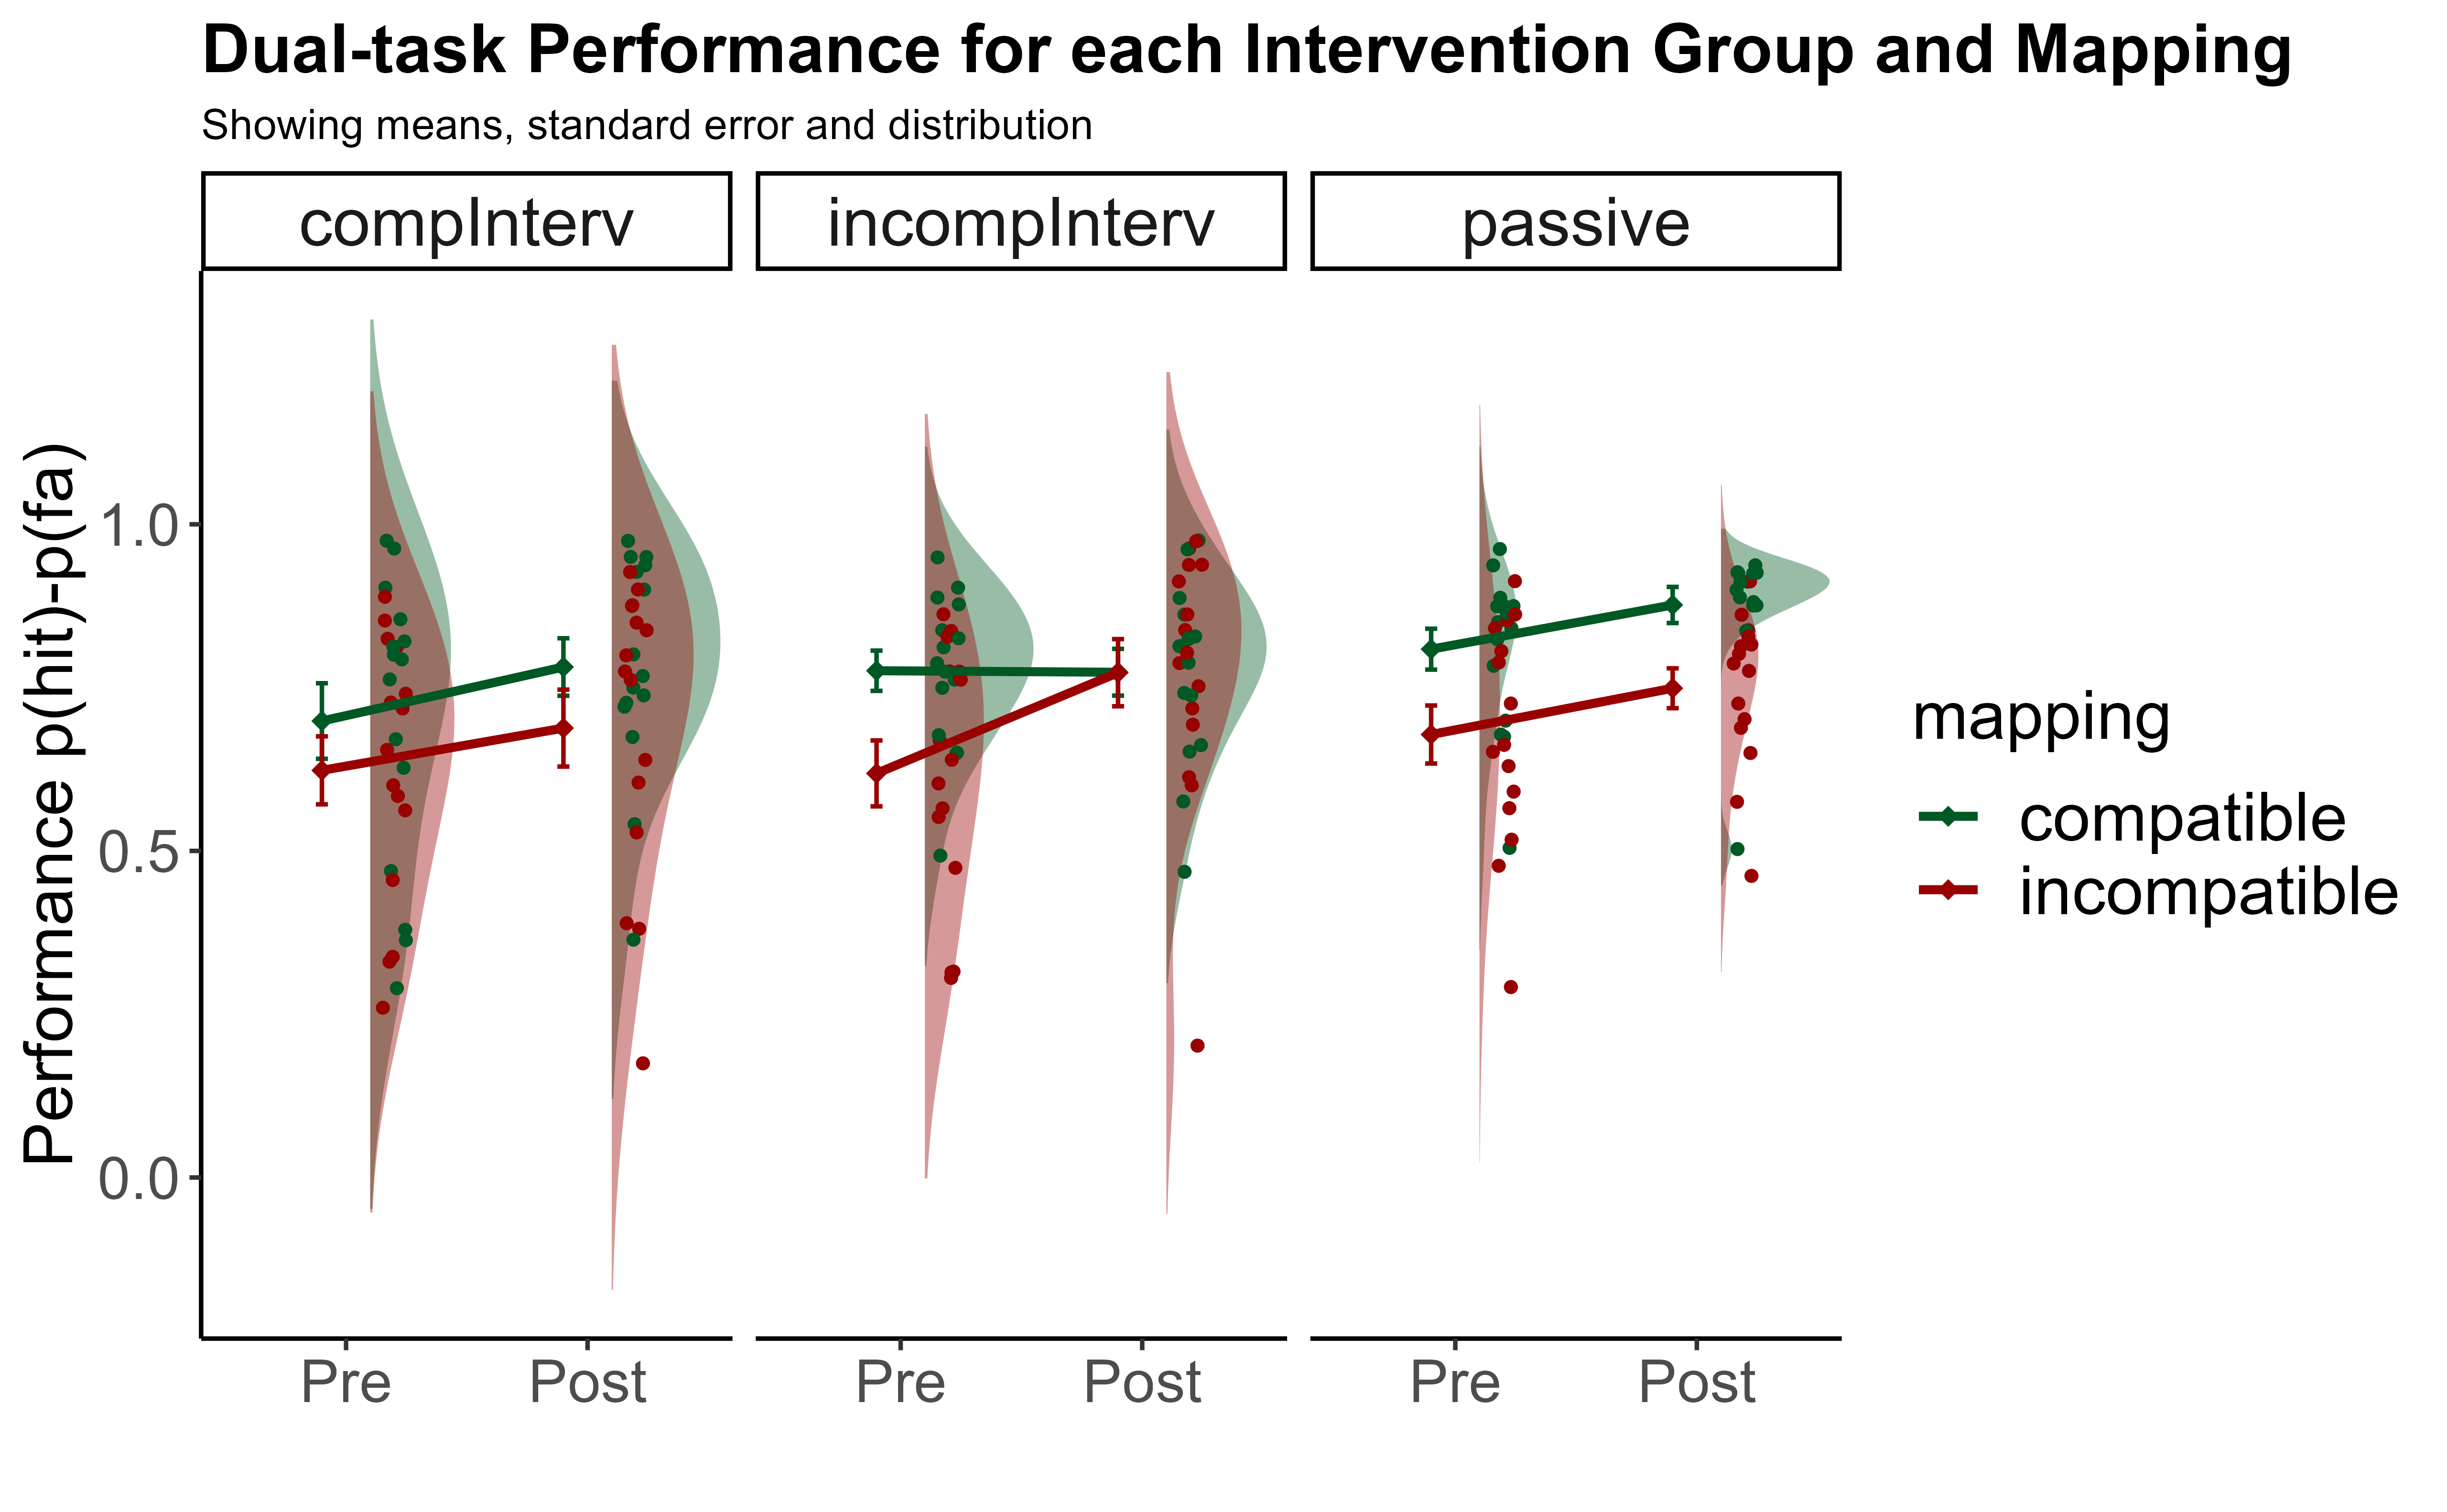 Dual-task Performance for each Intervention Group and Mapping
Showing means, standard error and distribution
compInterv
incompInterv
passive
Performance p(hit)-p(fa)
1.0
0.5
0.0
Pre
Post
Pre
Post
Pre
Post
mapping
compatible
incompatible